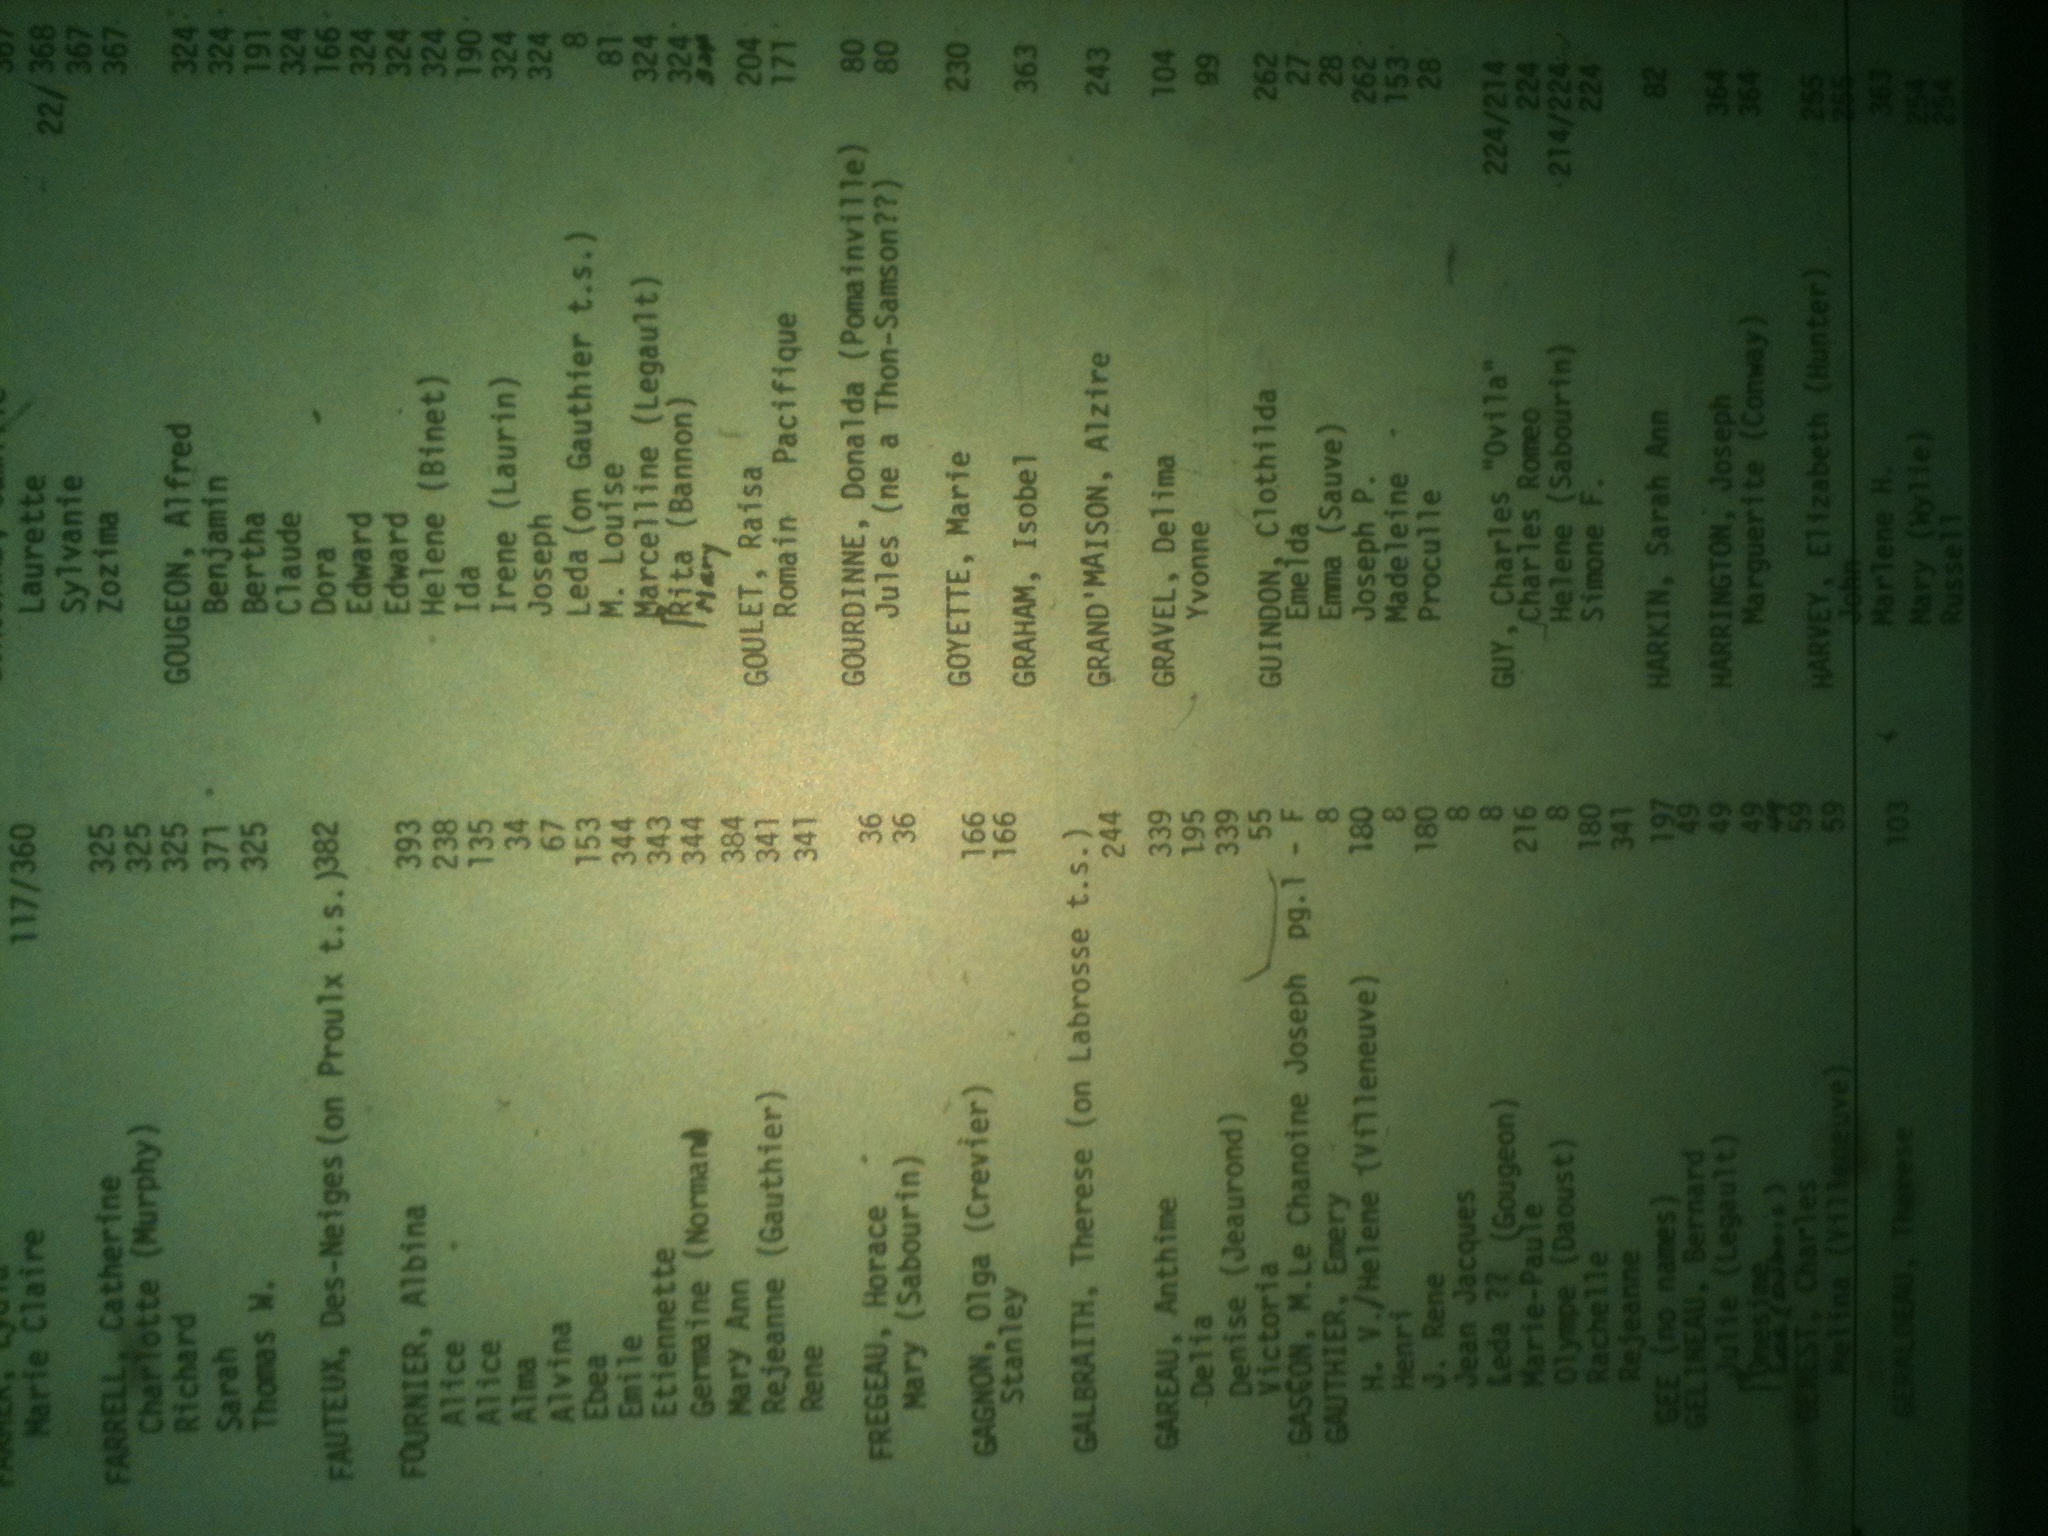 FARMER, Lydia
Marie Claire 117/360
FARRELL, Catherine 325
Charlotte (Murphy) 325
Richard 325
Sarah 371
Thomas W. 325
FAUTEUX, Des-Neiges (on Proulx t.s.) 382
FOURNIER, Albina 393
Alice 238
Alice 135
Alma 34
Alvina 67
Ebea 153
Emile 344
Etiennette 343
Germaine (Normand) 344
Mary Ann 384
Rejeanne (Gauthier) 341
Rene 341
FREGEAU, Horace 36
Mary (Sabourin) 36
GAGNON, Olga (Crevier) 166
Stanley 166
GALBRAITH, Therese (on Labrosse t.s.)
244
GAREAU, Anthime 339
Delia 195
Denise (Jeaurond) 339
Victoria 55
GASCON, M.Le Chanoine Joseph pg.1 - F
GAUTHIER, Emery 8
H. V./Helene (Villeneuve) 180
Henri 8
J. Rene 180
Jean Jacques 8
Leda ?? (Gougeon) 8
Marie-Paule 216
Olympe (Daoust) 8
Rachelle 180
Rejeanne 341
GEE (no names) 197
GELINEAU, Bernard 49
Julie (Legault) 49
Onesime 49
49
GENEST, Charles 59
Melina (Villeneuve) 59
GERALDEAU, Therese 103
367
Laurette 22/368
Sylvanie 367
Zozima 367
GOUGEON, Alfred 324
Benjamin 324
Bertha 191
Claude 324
Dora 166
Edward 324
Edward 324
Helene (Binet) 324
Ida 190
Irene (Laurin) 324
Joseph 324
Leda (on Gauthier t.s.) 8
M. Louise 81
Marcelline (Legault) 324
Rita (Bannon) 324
Mary 324
GOULET, Raisa 204
Romain Pacifique 171
GOURDINNE, Donalda (Pomainville) 80
Jules (ne a Thon-Samson??) 80
GOYETTE, Marie 230
GRAHAM, Isobel 363
GRAND'MAISON, Alzire 243
GRAVEL, Delima 104
Yvonne 99
GUINDON, Clothilda 262
Emelda 27
Emma (Sauve) 28
Joseph P. 262
Madeleine 153
Proculle 28
GUY, Charles "Ovila" 224/214
Charles Romeo 224
Helene (Sabourin) 214/224
Simone F. 224
HARKIN, Sarah Ann 82
HARRINGTON, Joseph 364
Marguerite (Conway) 364
HARVEY, Elizabeth (Hunter) 255
John 255
Marlene H. 363
Mary (Wylie) 254
Russell 254